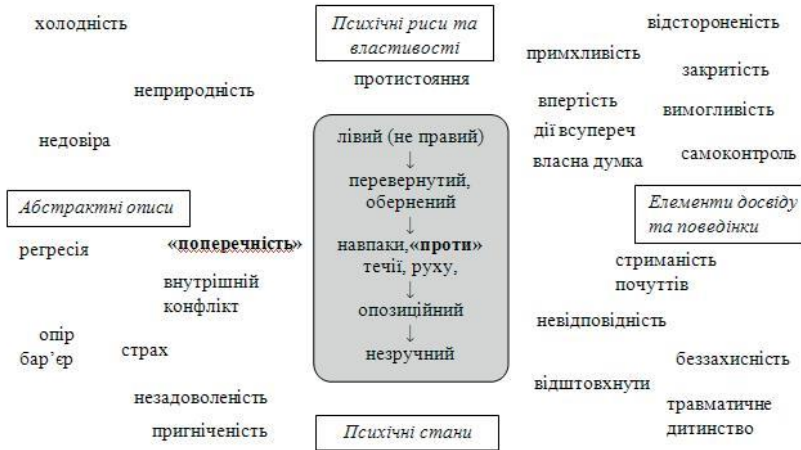 холодність
Психічні риси та
властивості
відстороненість
примхливість
протистояння
закритість
неприродність
впертість
вимогливість
дії всупереч
недовіра
власна думка
самоконтроль
лівий (не правий)
↓
перевернутий,
обернений
↓
навпаки,«проти»
течії, руху,
↓
опозиційний
↓
незручний
Абстрактні описи
Елементи досвіду
та поведінки
регресія
«поперечність»
стриманість
почуттів
внутрішній
конфлікт
невідповідність
опір
бар’єр
страх
беззахисність
відштовхнути
незадоволеність
травматичне
дитинство
пригніченість
Психічні стани